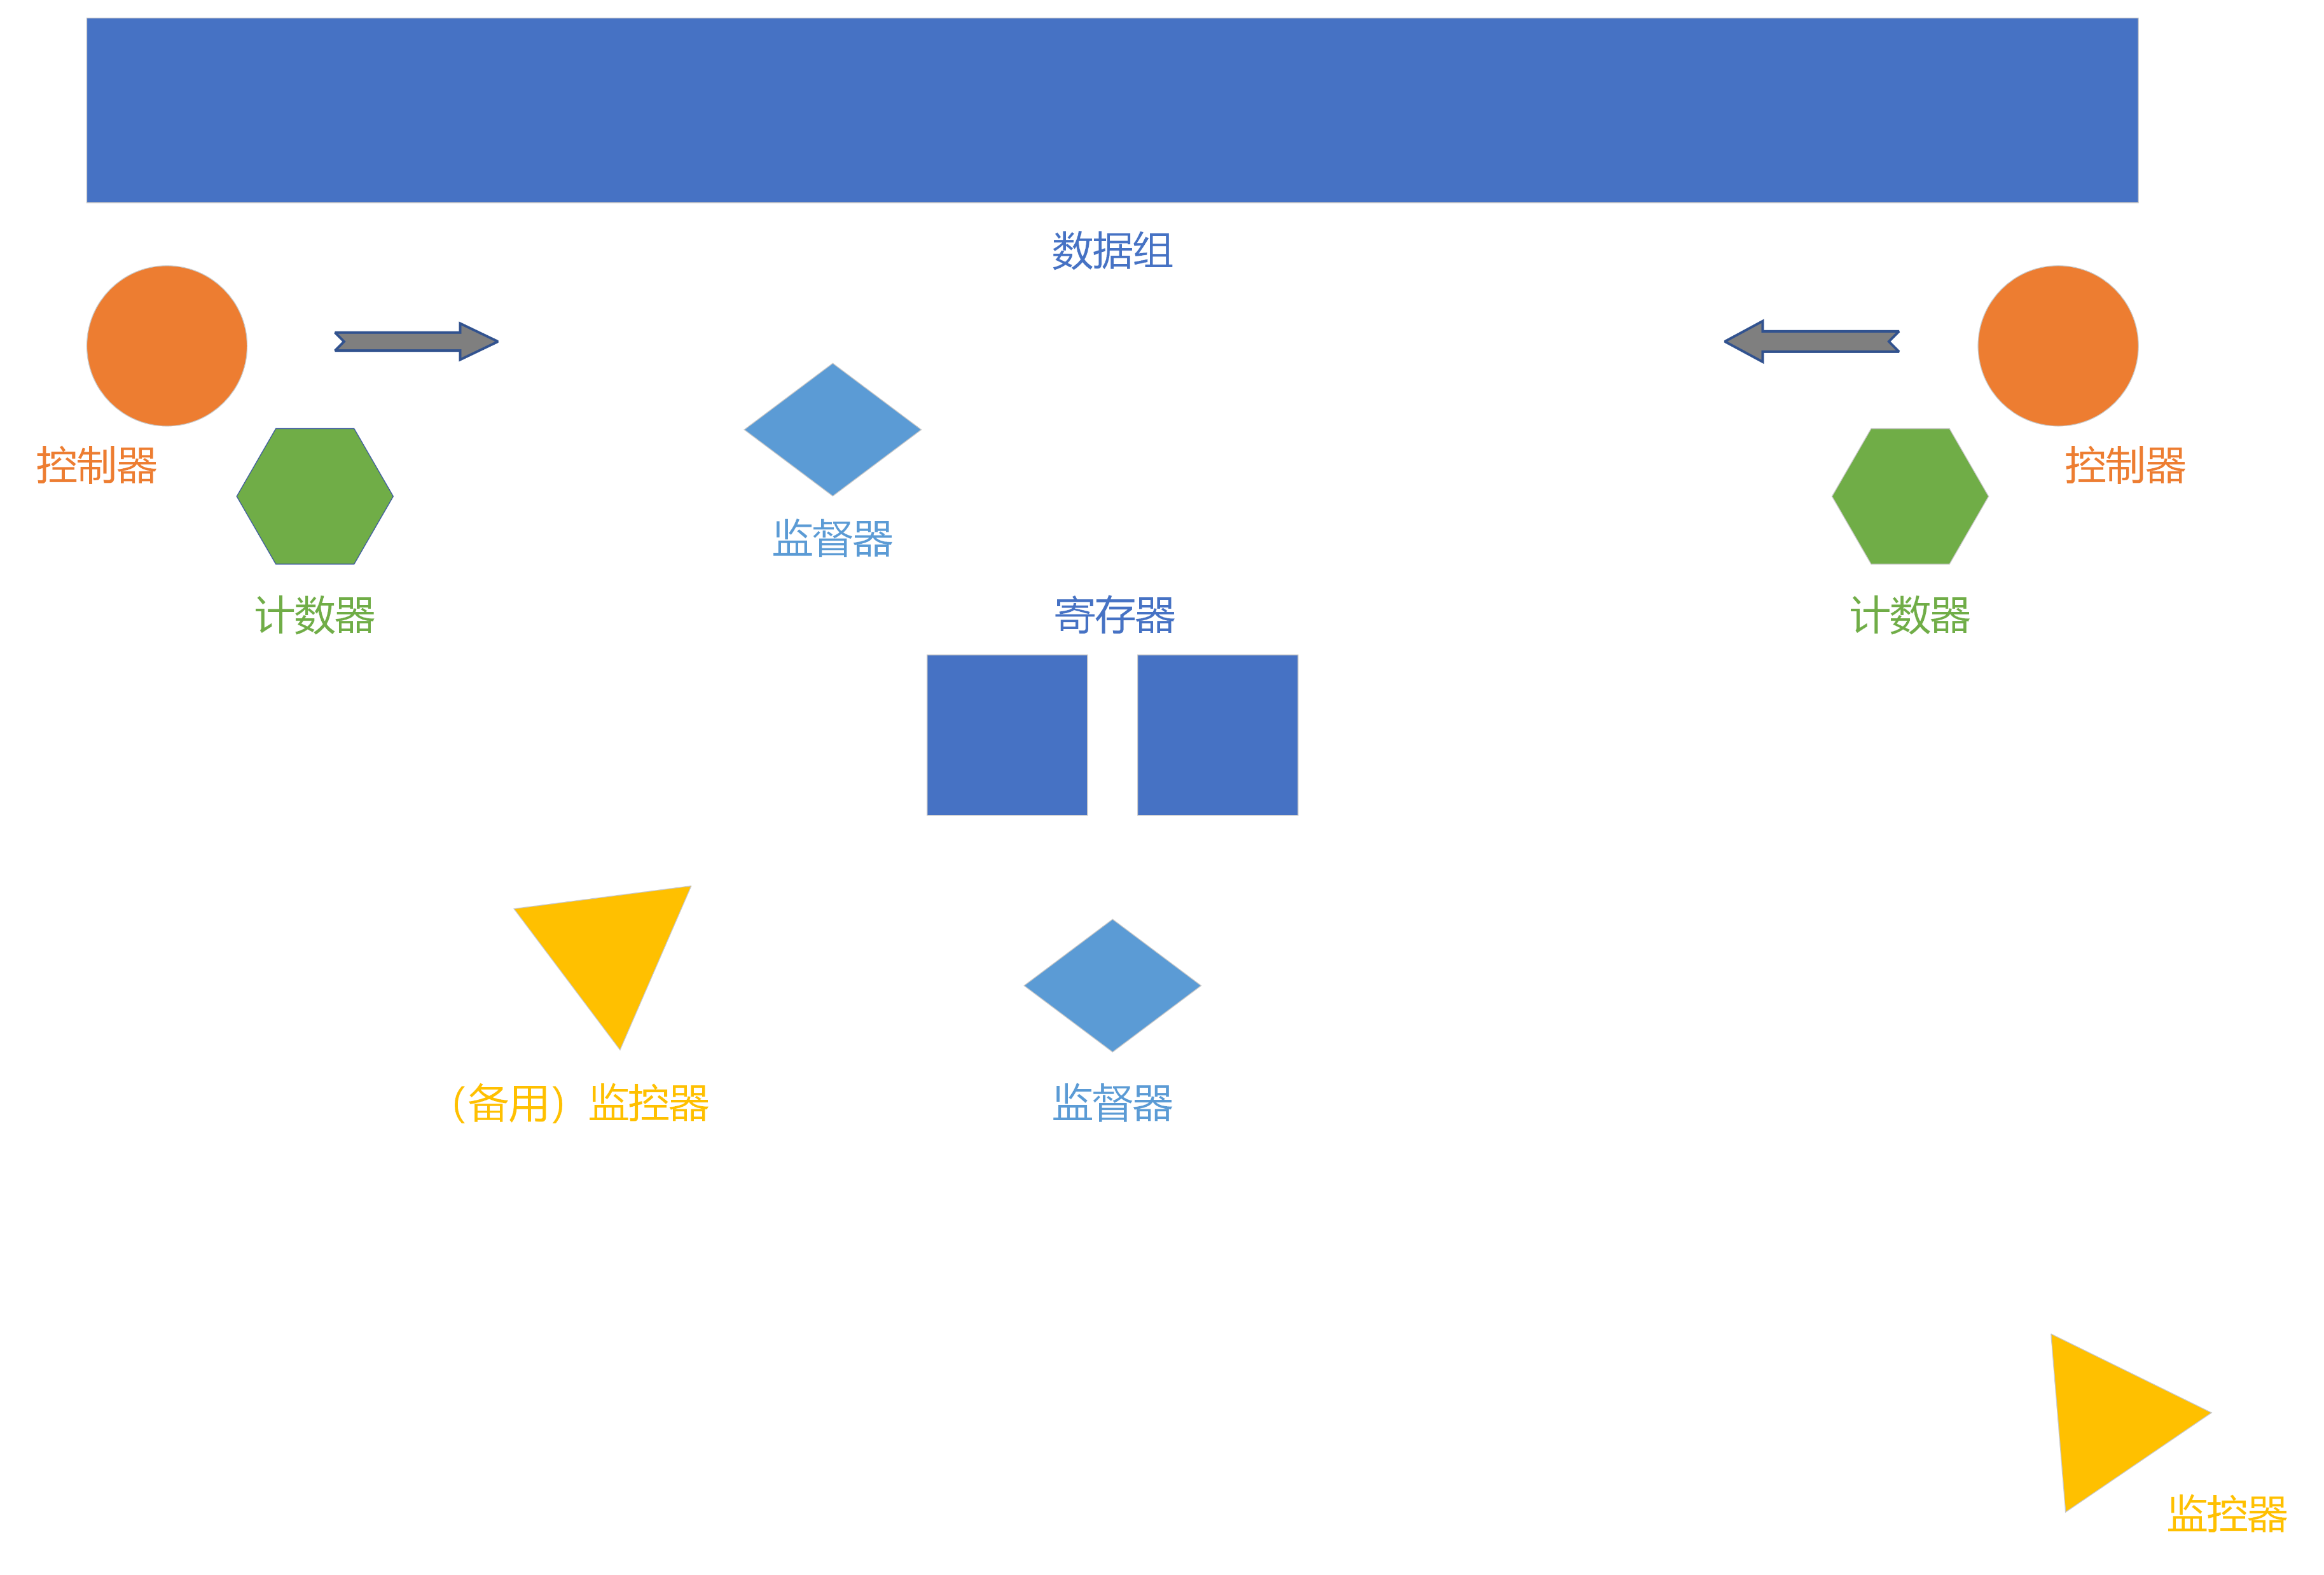 数据组
控制器
控制器
监督器
计数器
寄存器
计数器
（备用）监控器
监督器
监控器